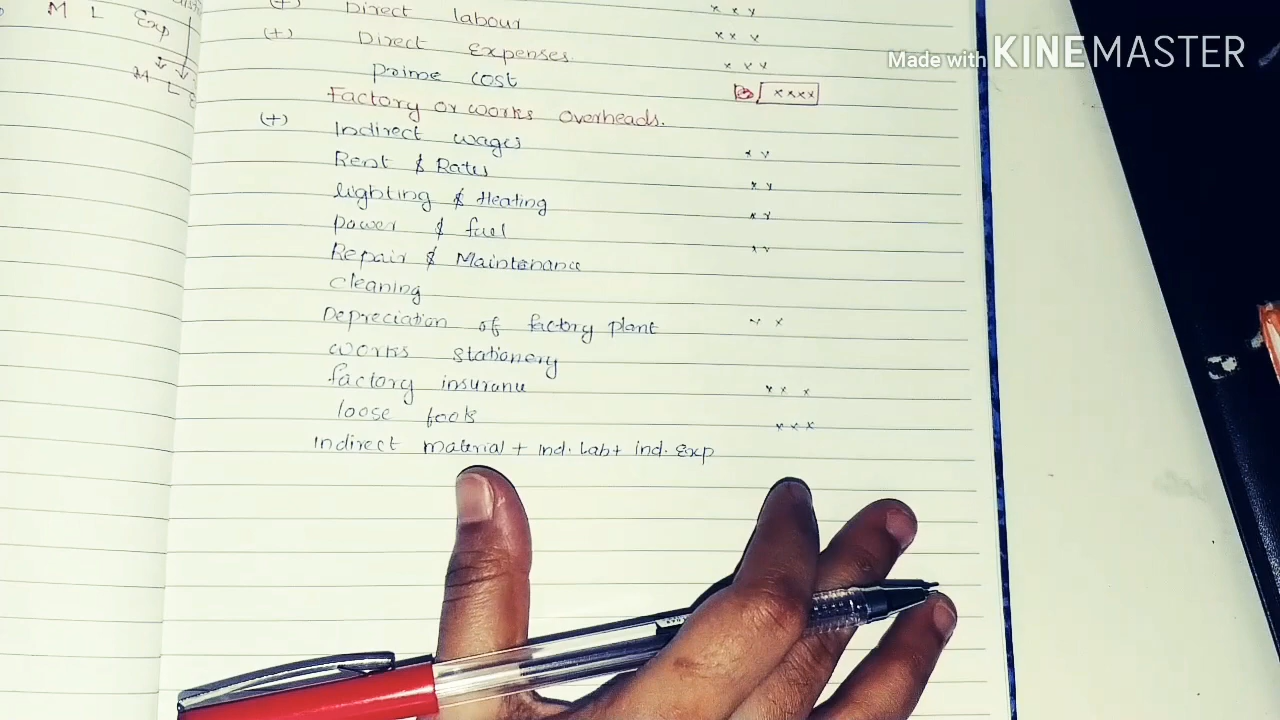 M L Exp
M
L E
(+) Direct labour x x y
(+) Direct Expenses x x y
prime cost x x y
xxxx
Factory or works overheads.
(+) Indirect wages x y
Rent & Rates x y
lighting & Heating x y
power & fuel x y
Repair & Maintenance
cleaning
Depreciation of factory plant x x
works stationery
factory insurance x x x
loose tools x x x
Indirect material + ind. Lab + ind. Exp
Made with KINEMASTER